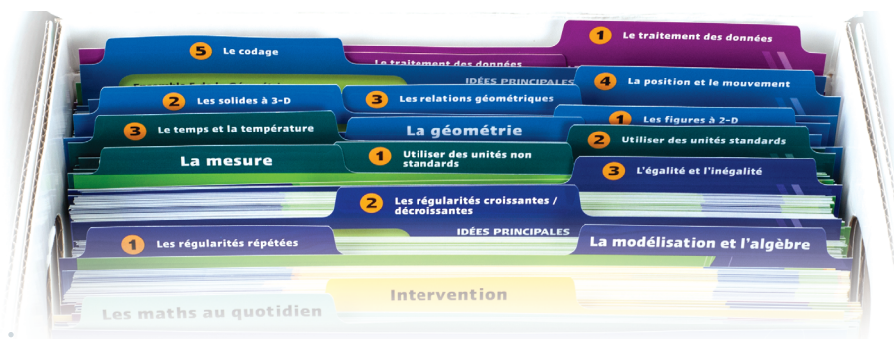 1 Le traitement des données
5 Le codage
Le traitement des données
IDÉES PRINCIPALES
4 La position et le mouvement
2 Les solides à 3-D
3 Les relations géométriques
1 Les figures à 2-D
3 Le temps et la température
La géométrie
2 Utiliser des unités standards
La mesure
1 Utiliser des unités non
standards
3 L'égalité et l'inégalité
2 Les régularités croissantes /
décroissantes
IDÉES PRINCIPALES
1 Les régularités répétées
La modélisation et l'algèbre
Intervention
Les maths au quotidien